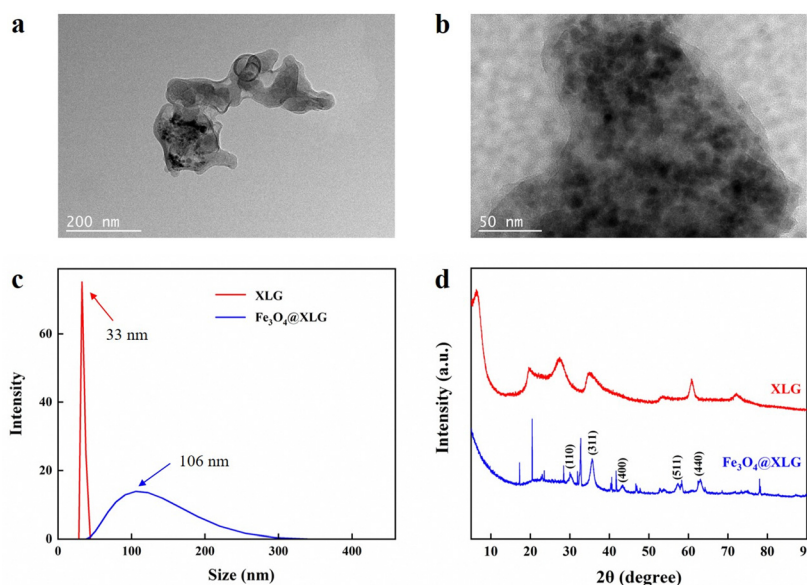 a
200 nm
b
50 nm
c
XLG
Fe₃O₄@XLG
33 nm
106 nm
Intensity
80
60
40
20
0
0
100
200
300
400
Size (nm)
d
XLG
Fe₃O₄@XLG
(110)
(311)
(400)
(511)
(440)
Intensity (a.u.)
10
20
30
40
50
60
70
80
90
2θ (degree)